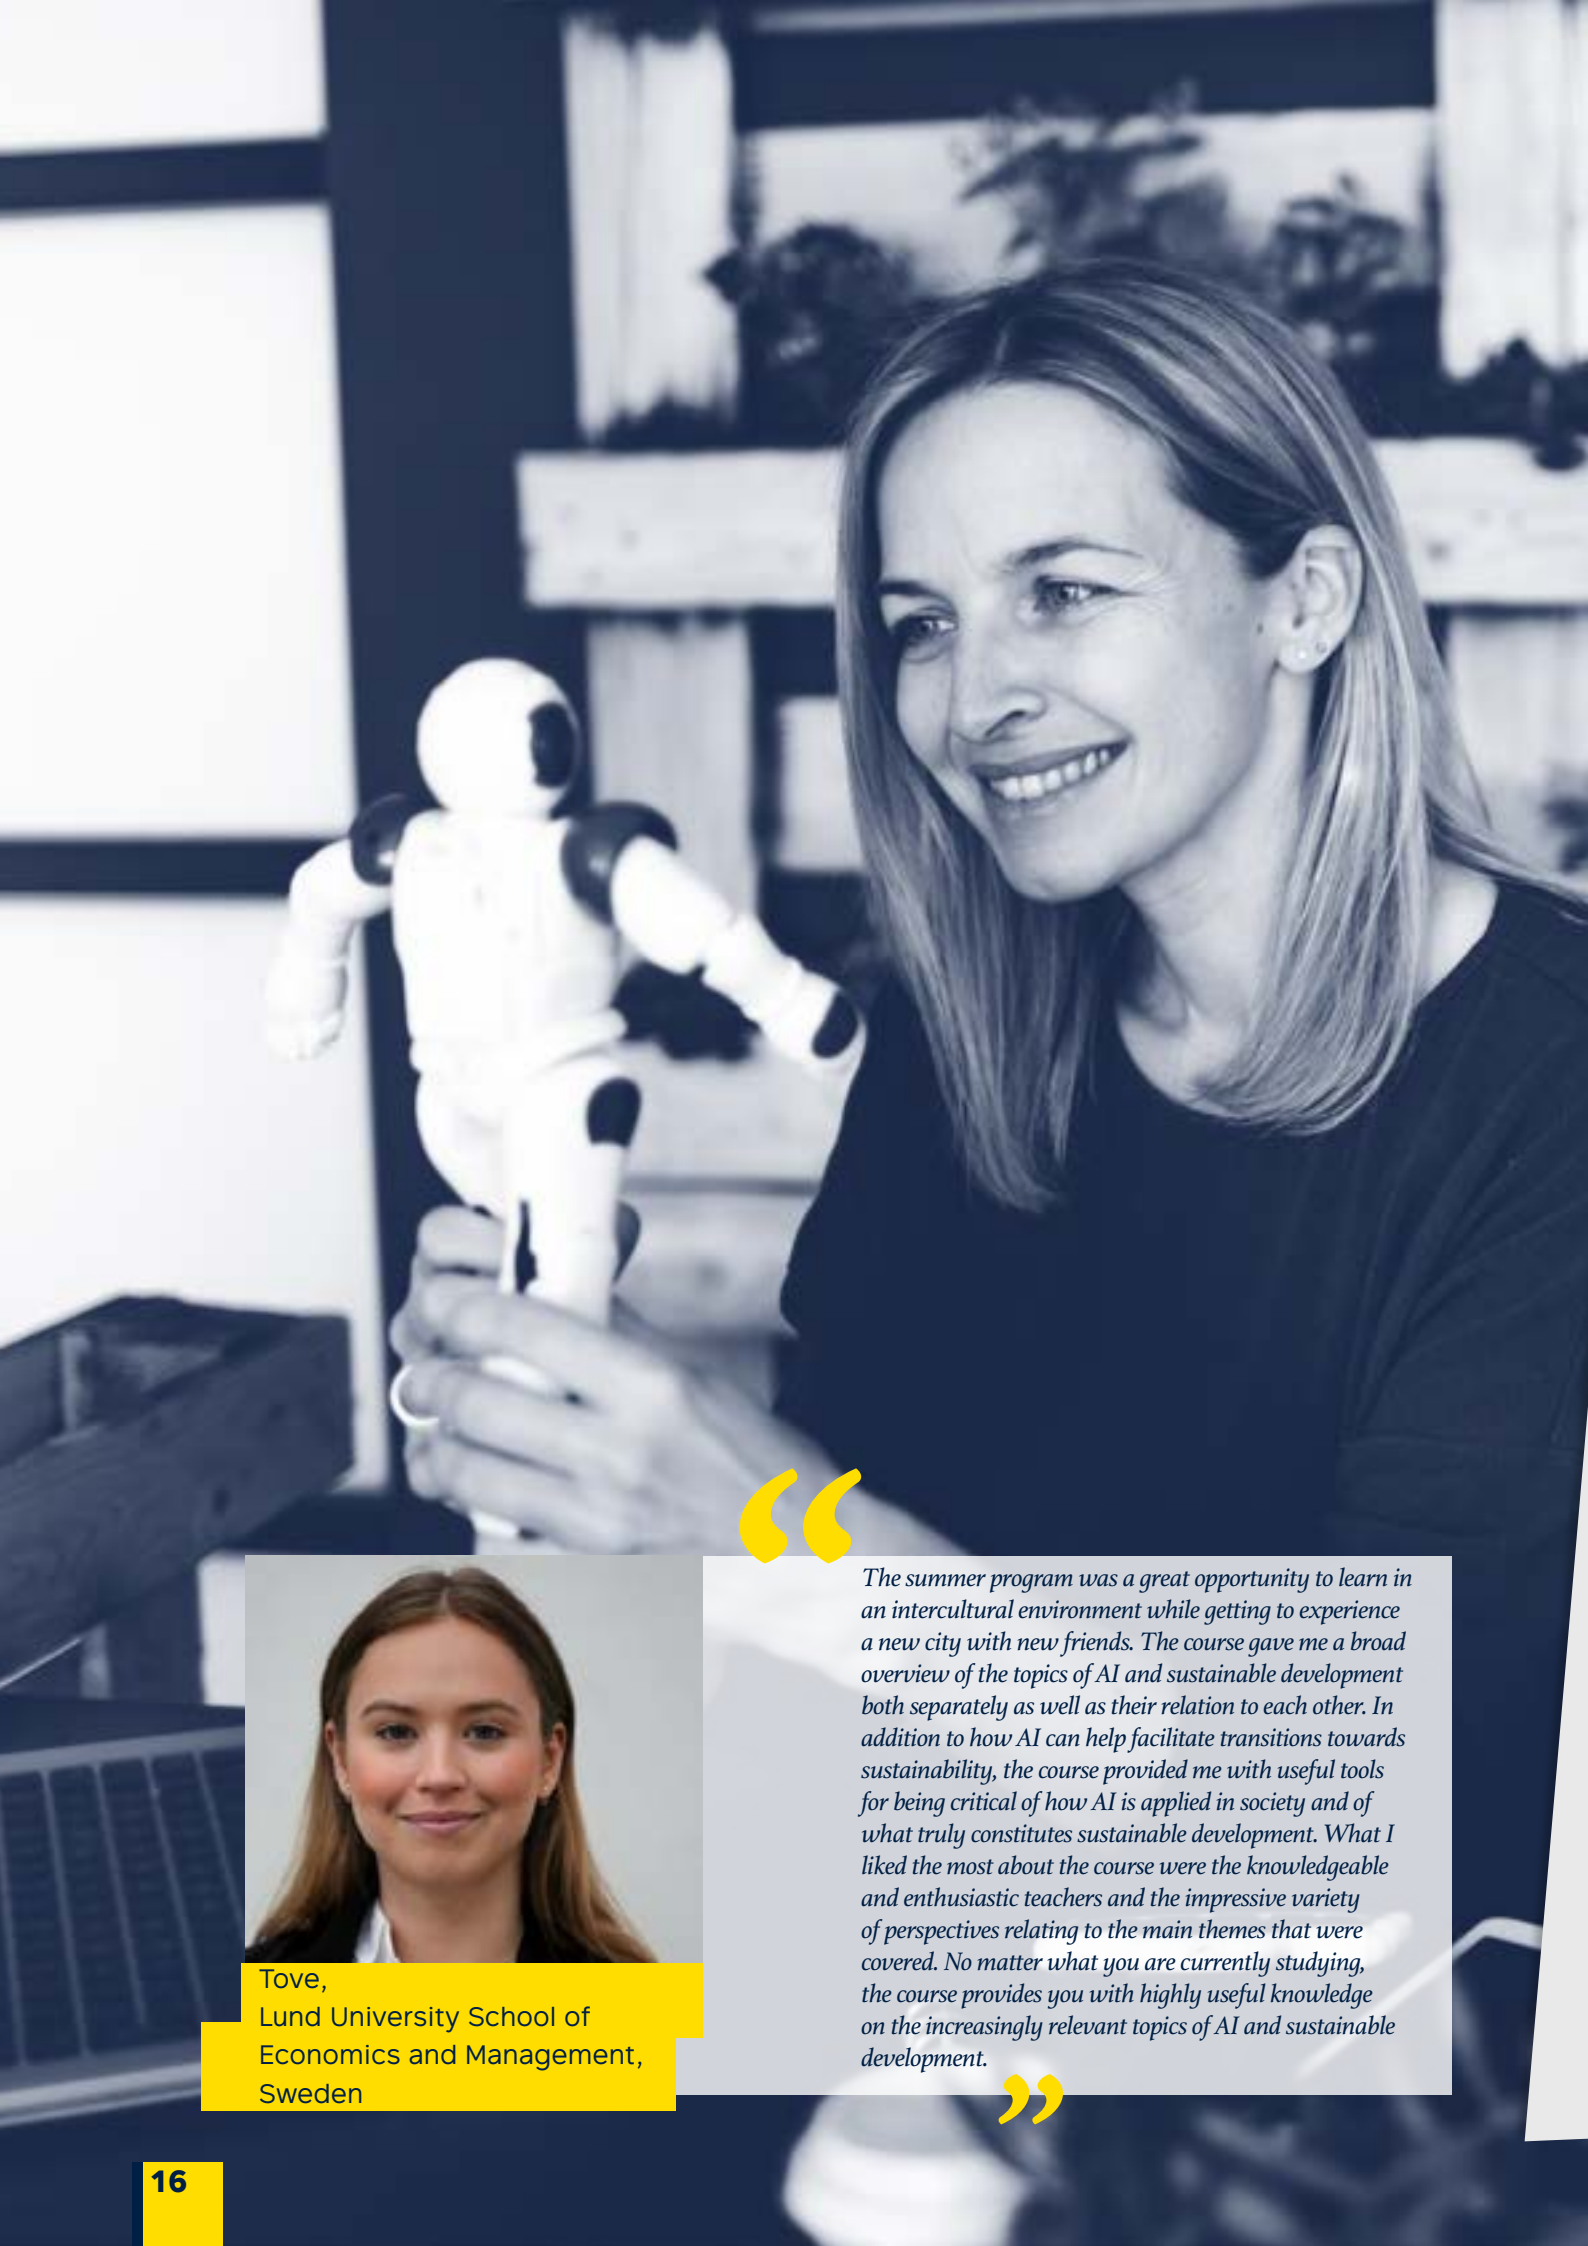 “
The summer program was a great opportunity to learn in
an intercultural environment while getting to experience
a new city with new friends. The course gave me a broad
overview of the topics of AI and sustainable development
both separately as well as their relation to each other. In
addition to how AI can help facilitate transitions towards
sustainability, the course provided me with useful tools
for being critical of how AI is applied in society and of
what truly constitutes sustainable development. What I
liked the most about the course were the knowledgeable
and enthusiastic teachers and the impressive variety
of perspectives relating to the main themes that were
covered. No matter what you are currently studying,
the course provides you with highly useful knowledge
on the increasingly relevant topics of AI and sustainable
development.
”
Tove,
Lund University School of
Economics and Management,
Sweden
16